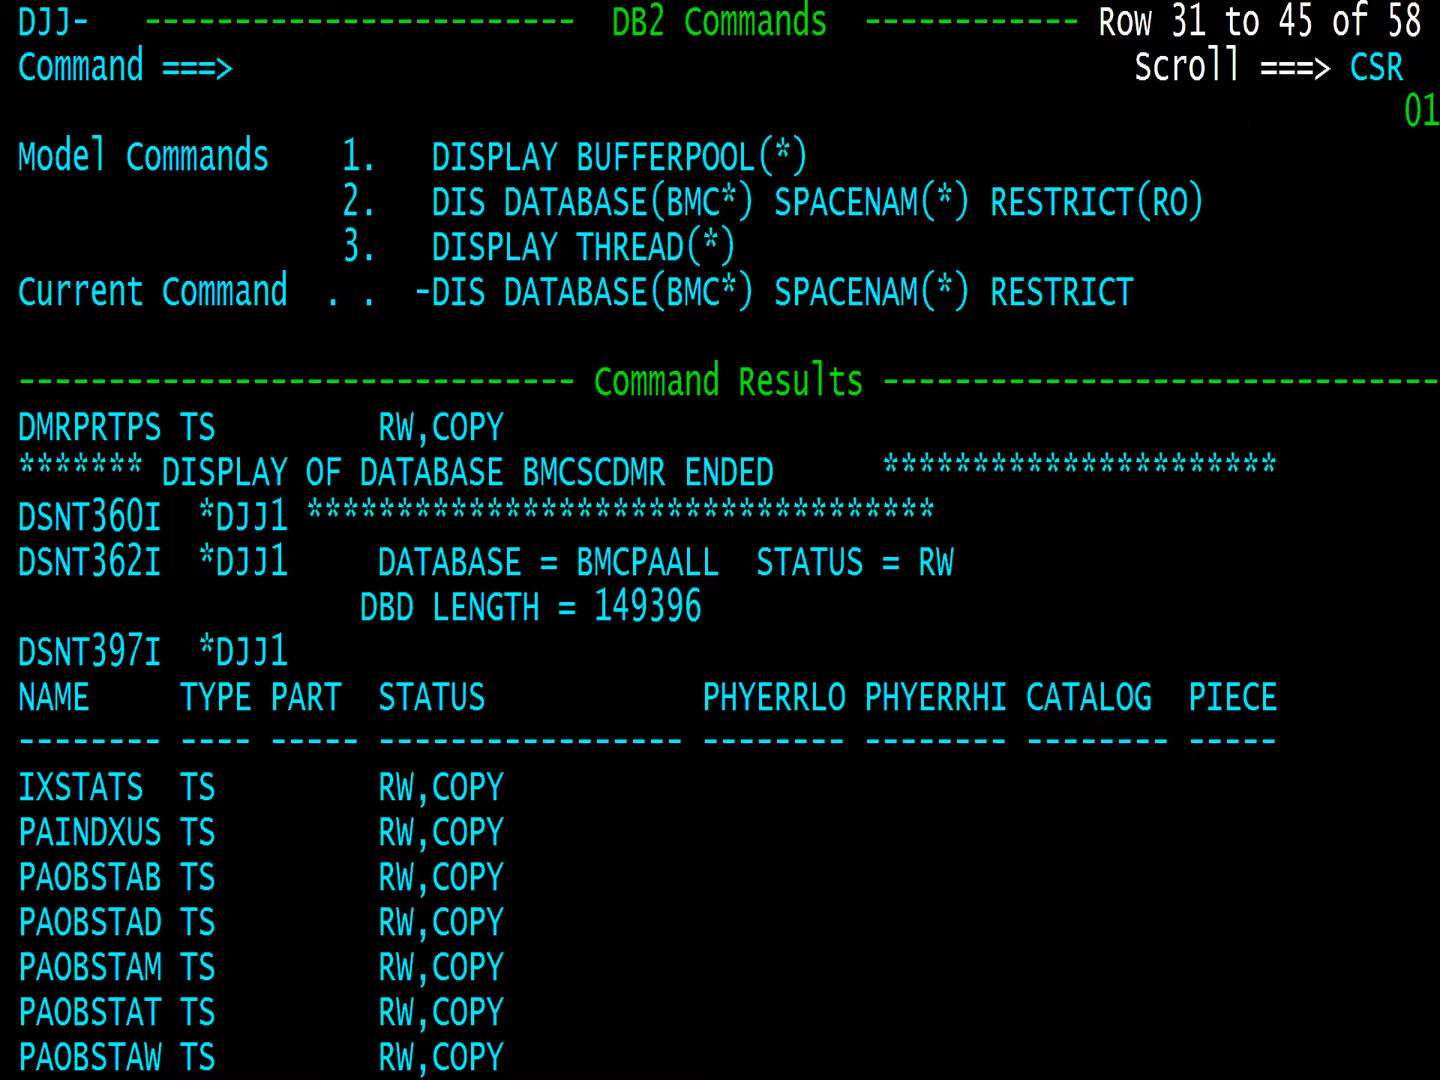 DJJ- ------------------------ DB2 Commands ------------ Row 31 to 45 of 58
Command ===> Scroll ===> CSR
01
Model Commands 1. DISPLAY BUFFERPOOL(*)
2. DIS DATABASE(BMC*) SPACENAM(*) RESTRICT(RO)
3. DISPLAY THREAD(*)
Current Command . . -DIS DATABASE(BMC*) SPACENAM(*) RESTRICT
------------------------------- Command Results -------------------------------
DMRPRTPS TS RW,COPY
******* DISPLAY OF DATABASE BMCSCDMR ENDED **********************
DSNT360I *DJJ1 ***********************************
DSNT362I *DJJ1 DATABASE = BMCPAALL STATUS = RW
DBD LENGTH = 149396
DSNT397I *DJJ1
NAME TYPE PART STATUS PHYERRLO PHYERRHI CATALOG PIECE
-------- ---- ----- ----------------- -------- -------- -------- -----
IXSTATS TS RW,COPY
PAINDXUS TS RW,COPY
PAOBSTAB TS RW,COPY
PAOBSTAD TS RW,COPY
PAOBSTAM TS RW,COPY
PAOBSTAT TS RW,COPY
PAOBSTAW TS RW,COPY